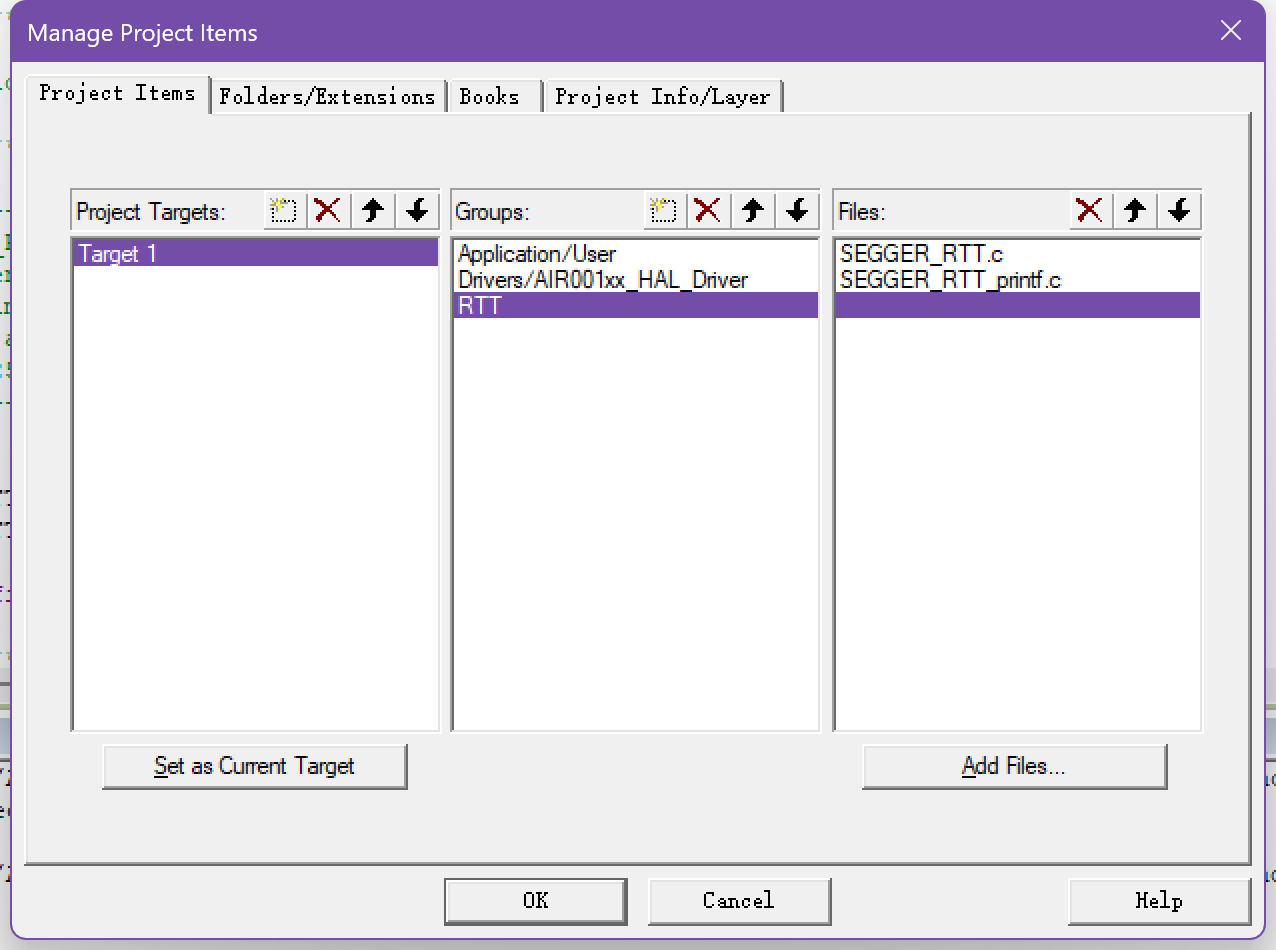 Manage Project Items
Project Items Folders/Extensions Books Project Info/Layer
Project Targets: Groups: Files:
Target 1
Application/User
Drivers/AIR001xx_HAL_Driver
RTT
SEGGER_RTT.c
SEGGER_RTT_printf.c
Set as Current Target
Add Files...
OK Cancel Help